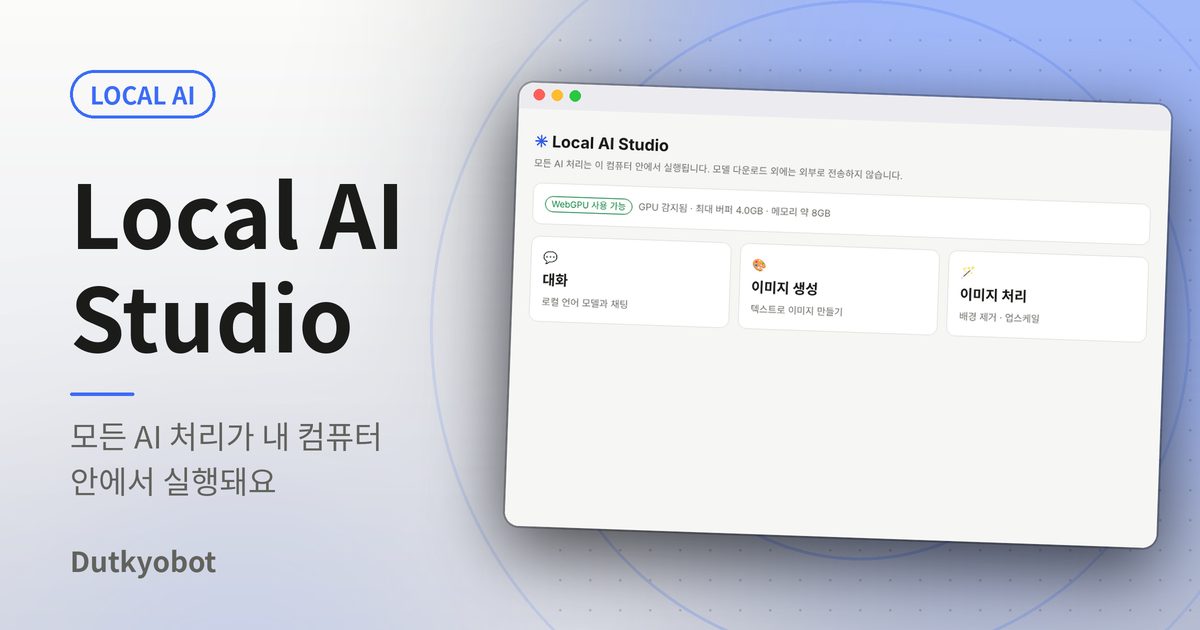 LOCAL AI
Local AI
Studio
모든 AI 처리가 내 컴퓨터
안에서 실행돼요
Dutkyobot
Local AI Studio
모든 AI 처리는 이 컴퓨터 안에서 실행됩니다. 모델 다운로드 외에는 외부로 전송하지 않습니다.
WebGPU 사용 가능 GPU 감지됨 · 최대 버퍼 4.0GB · 메모리 약 8GB
대화
로컬 언어 모델과 채팅
이미지 생성
텍스트로 이미지 만들기
이미지 처리
배경 제거 · 업스케일